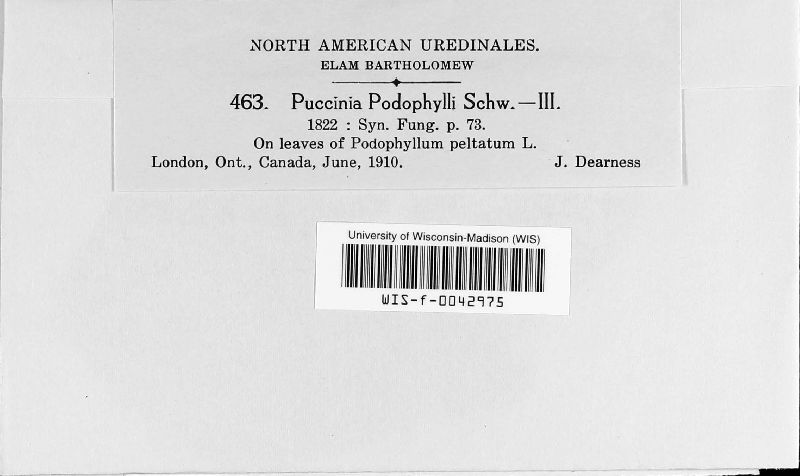 NORTH AMERICAN UREDINALES.
ELAM BARTHOLOMEW
463. Puccinia Podophylli Schw.—III.
1822 : Syn. Fung. p. 73.
On leaves of Podophyllum peltatum L.
London, Ont., Canada, June, 1910. J. Dearness
University of Wisconsin-Madison (WIS)
WIS-f-0042975